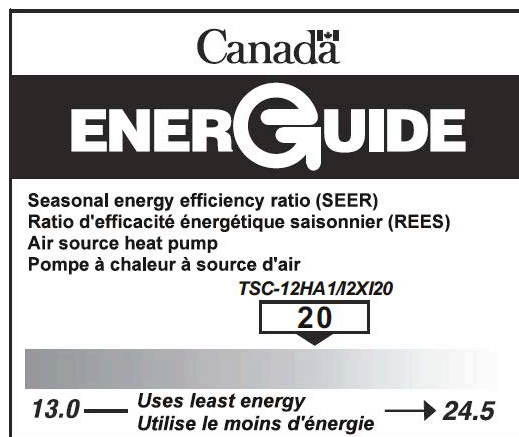 Canada
ENERGUIDE
Seasonal energy efficiency ratio (SEER)
Ratio d'efficacité énergétique saisonnier (REES)
Air source heat pump
Pompe à chaleur à source d'air
TSC-12HA1/I2XI20
20
13.0 Uses least energy 24.5
Utilise le moins d'énergie